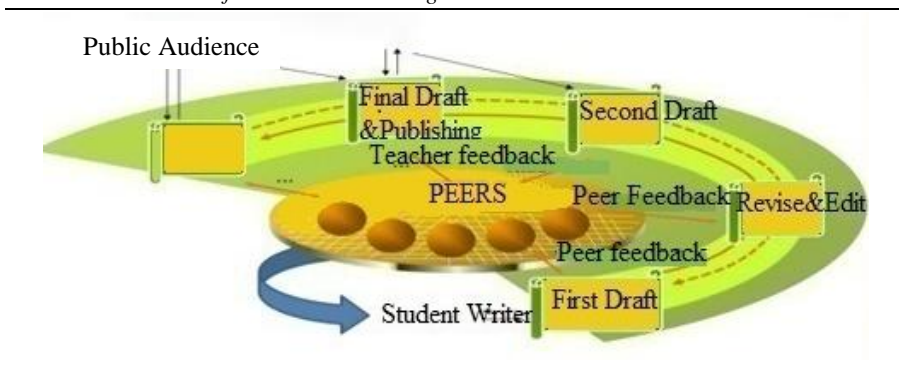 Public Audience
Final Draft
&Publishing
Second Draft
Teacher feedback
...
PEERS
Peer Feedback
Revise&Edit
Peer feedback
First Draft
Student Writer